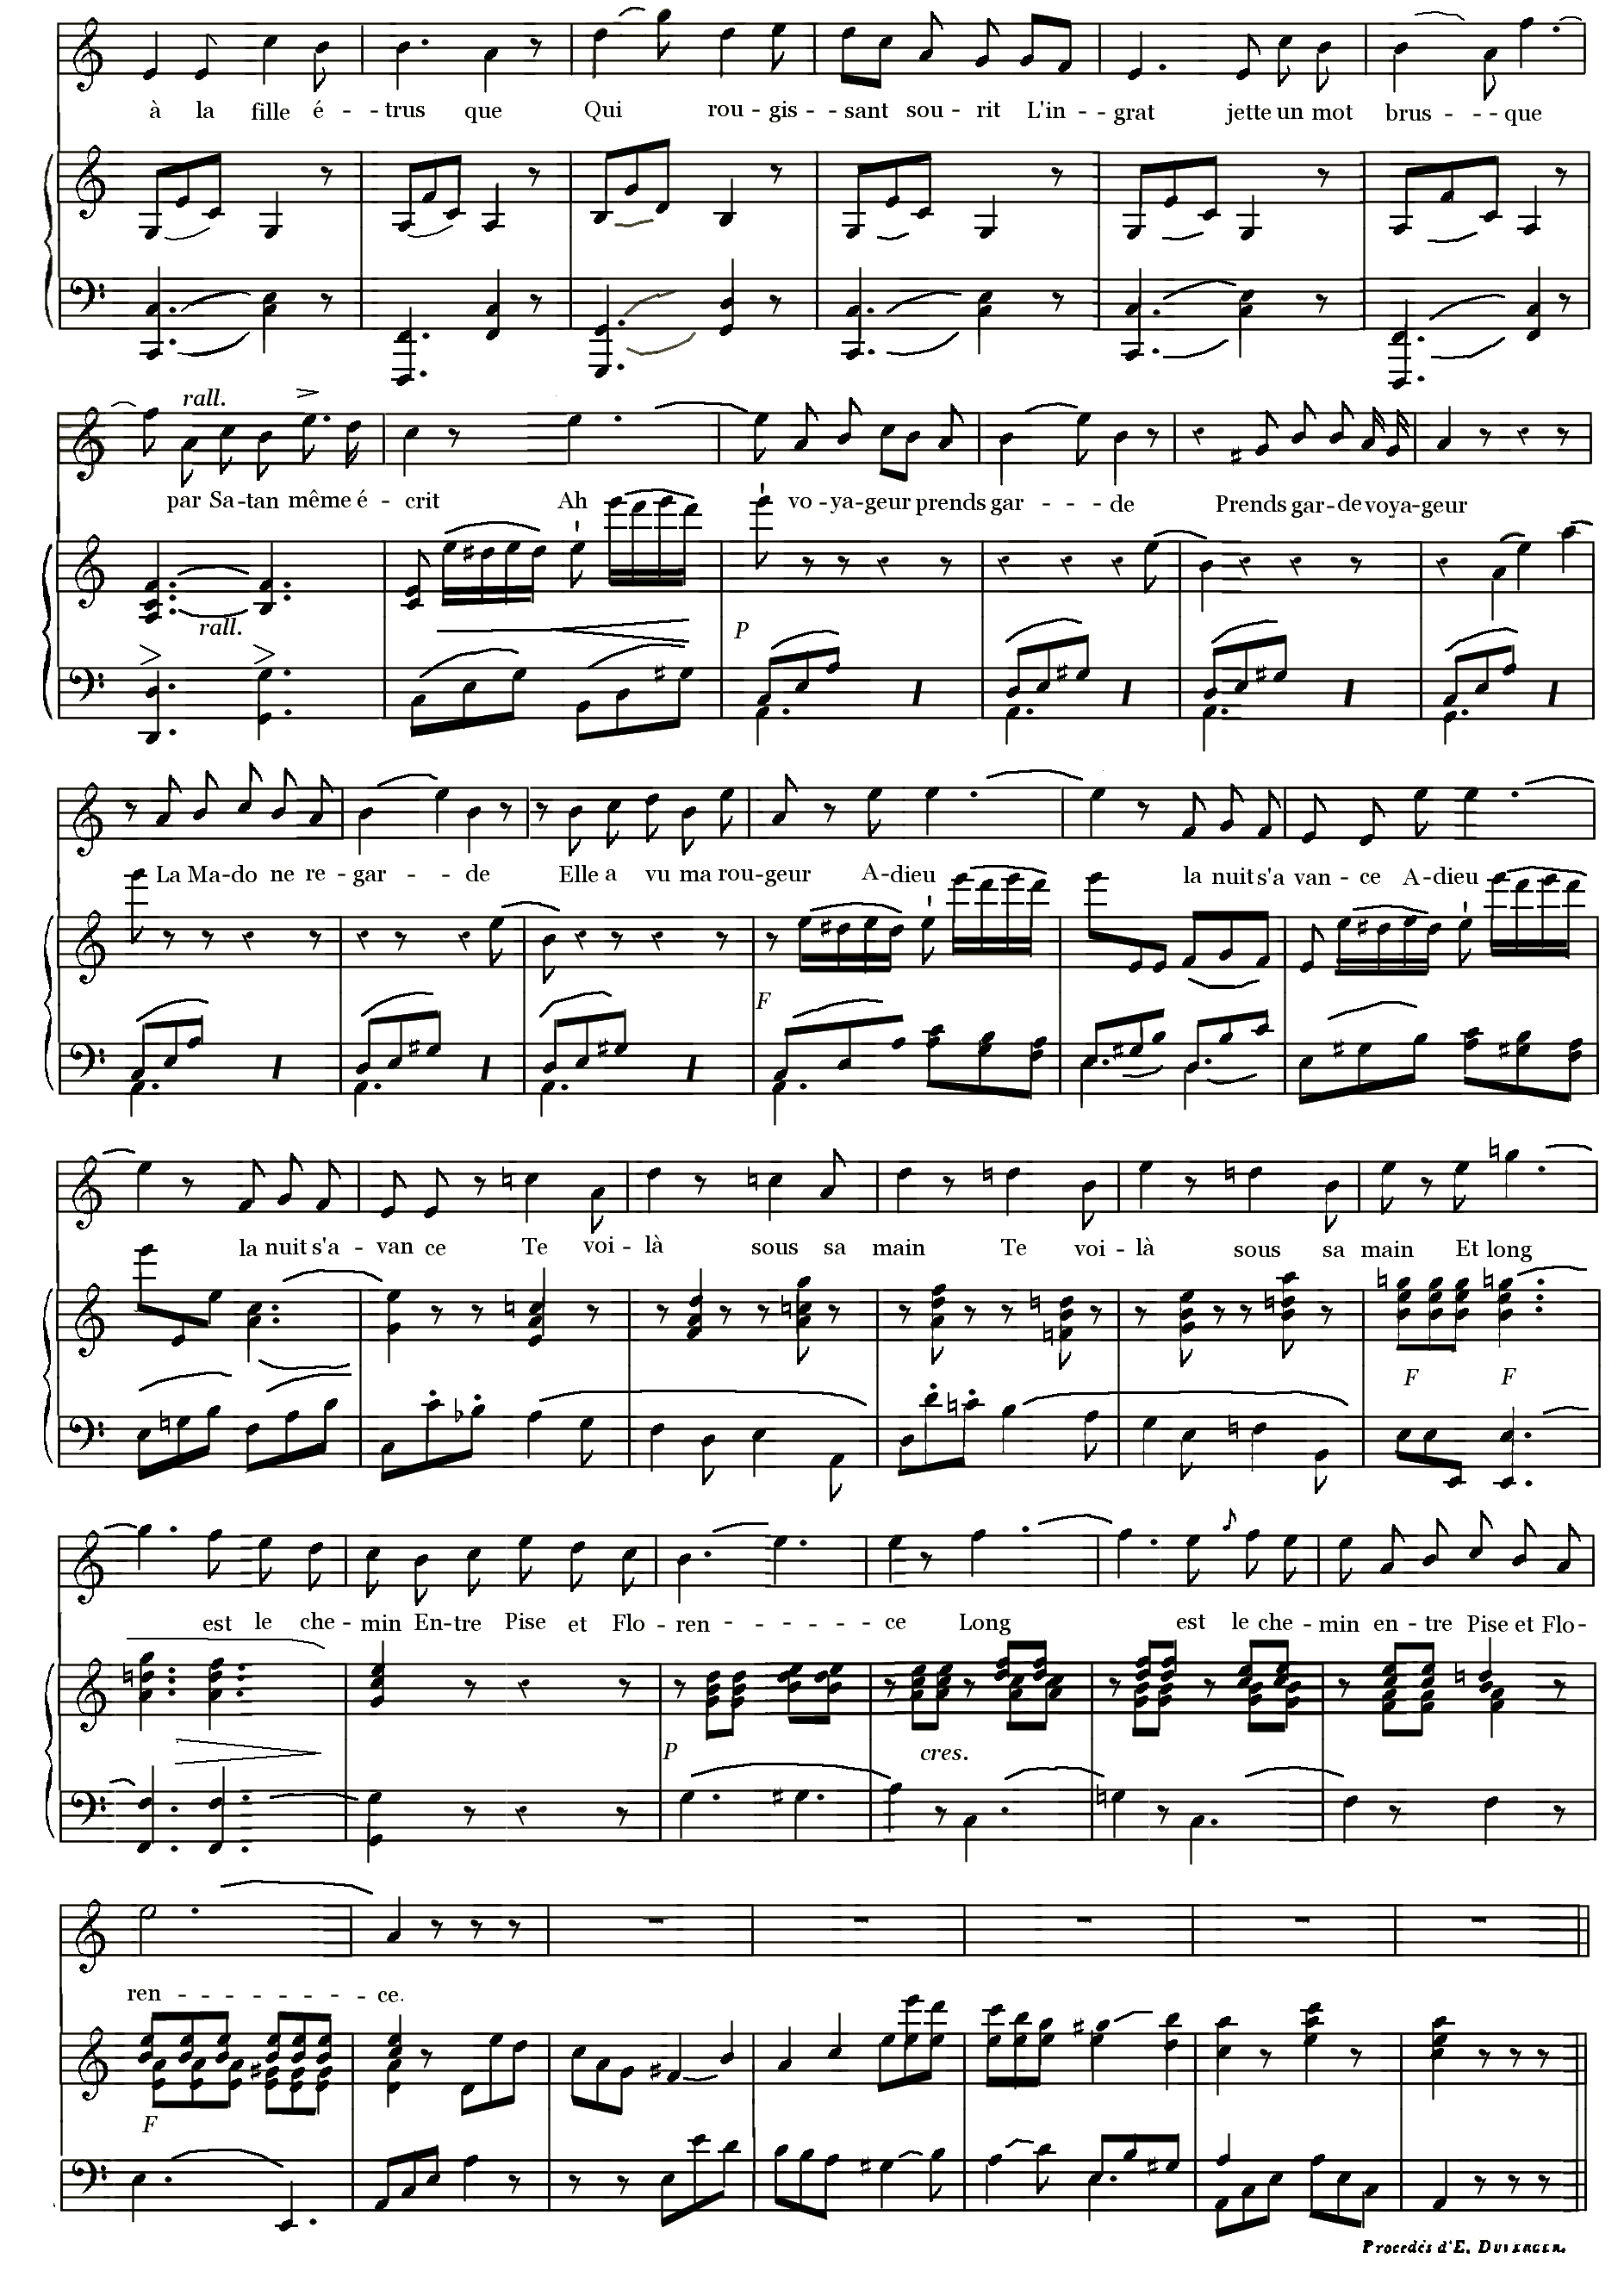 à la fille é - trus que Qui rou - gis - sant sou - rit L'in - grat jette un mot brus - - - que
rall.
par Sa - tan même é - crit Ah vo - ya - geur prends gar - - - de Prends gar - de voya - geur
rall.
P
La Ma - do ne re - gar - - de Elle a vu ma rou - geur A - dieu la nuit s'a van - ce A - dieu
F
la nuit s'a - van ce Te voi - là sous sa main Te voi - là sous sa main Et long
F F
est le che - min En - tre Pise et Flo - ren - - - - - - ce Long est le che - min en - tre Pise et Flo -
P cres.
ren - - - - - - - - ce.
F
Procédés d'E. DUVERGER.